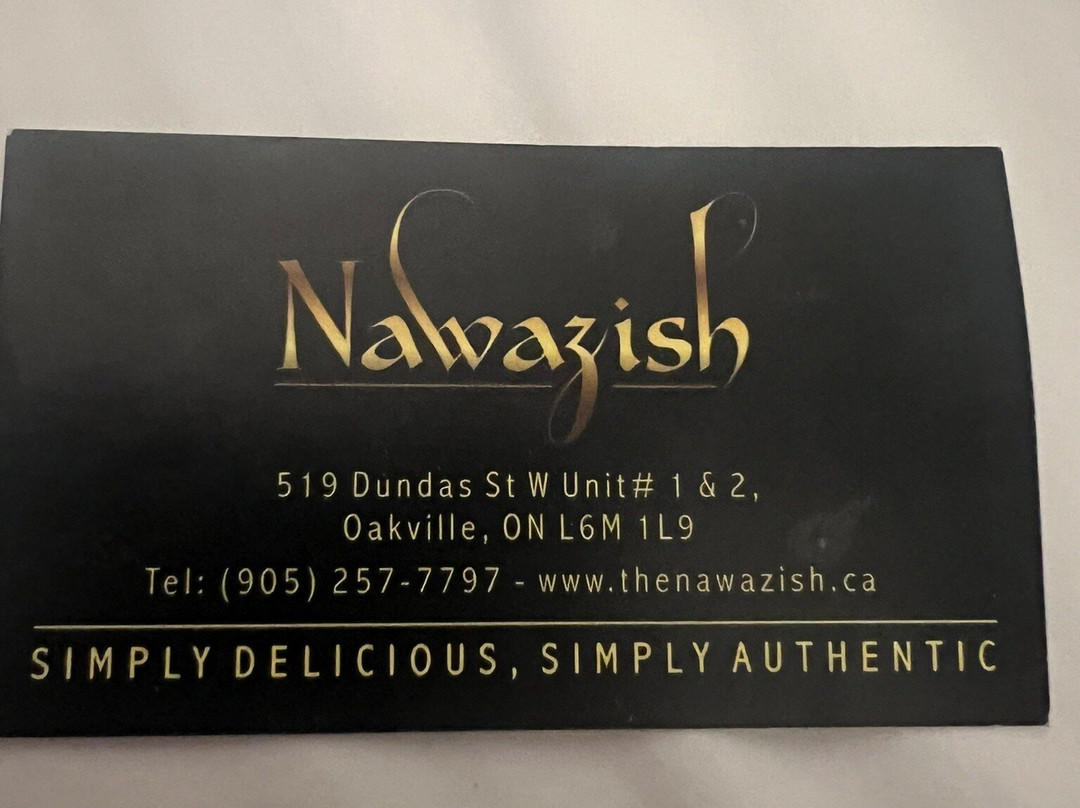 Nawazish
519 Dundas St W Unit# 1 & 2,
Oakville, ON L6M 1L9
Tel: (905) 257-7797 - www.thenawazish.ca
SIMPLY DELICIOUS, SIMPLY AUTHENTIC